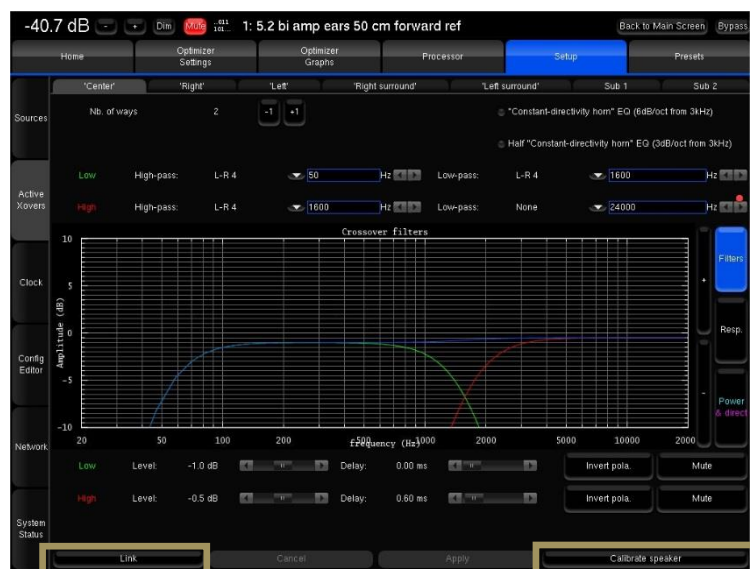 -40.7 dB - + Dim Mute ...011 101... 1: 5.2 bi amp ears 50 cm forward ref Back to Main Screen Bypass
Home Optimizer Settings Optimizer Graphs Processor Setup Presets
'Center' 'Right' 'Left' 'Right surround' 'Left surround' Sub 1 Sub 2
Sources
Nb. of ways 2 -1 +1 "Constant-directivity horn" EQ (6dB/oct from 3kHz)
Half "Constant-directivity horn" EQ (3dB/oct from 3kHz)
Active Xovers
Low High-pass: L-R 4 50 Hz Low-pass: L-R 4 1600 Hz
High High-pass: L-R 4 1600 Hz Low-pass: None 24000 Hz
Crossover filters
Clock
Config Editor
Network
System Status
Amplitude (dB)
10
5
0
-5
-10
20 50 100 200 500 1000 2000 5000 10000 2000
frequency (Hz)
+
-
Filters
Resp.
Power & direct
Low Level: -1.0 dB Delay: 0.00 ms Invert pola. Mute
High Level: -0.5 dB Delay: 0.60 ms Invert pola. Mute
Link Cancel Apply Calibrate speaker